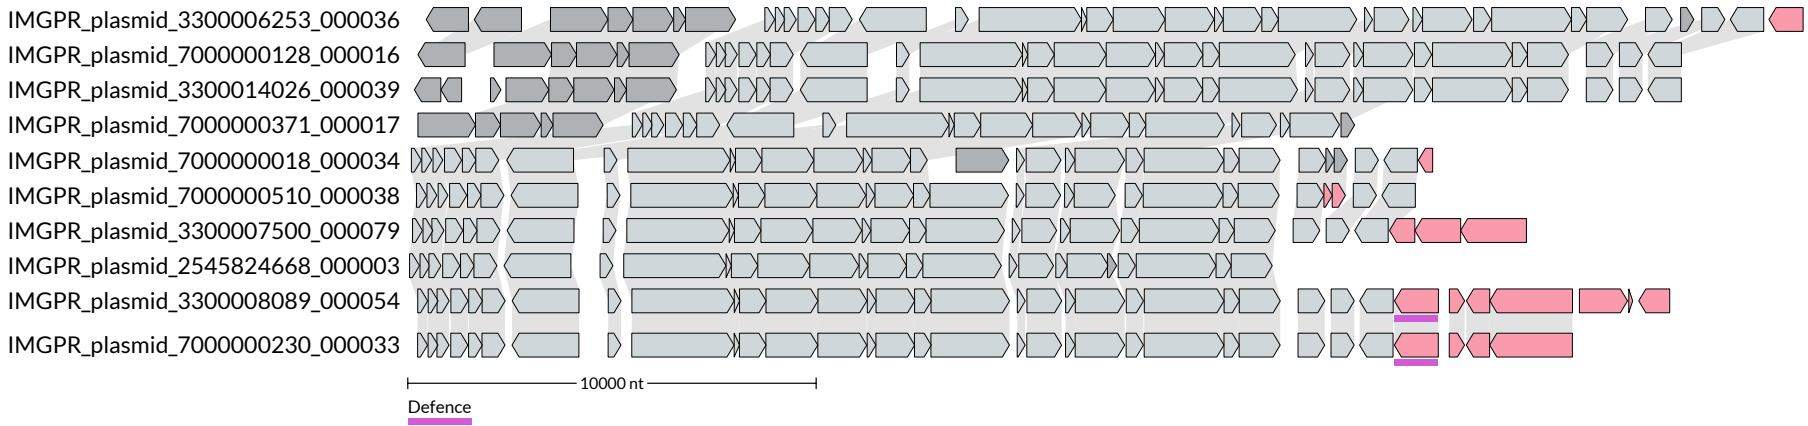 IMGPR_plasmid_3300006253_000036
IMGPR_plasmid_7000000128_000016
IMGPR_plasmid_3300014026_000039
IMGPR_plasmid_7000000371_000017
IMGPR_plasmid_7000000018_000034
IMGPR_plasmid_7000000510_000038
IMGPR_plasmid_3300007500_000079
IMGPR_plasmid_2545824668_000003
IMGPR_plasmid_3300008089_000054
IMGPR_plasmid_7000000230_000033
10000 nt
Defence